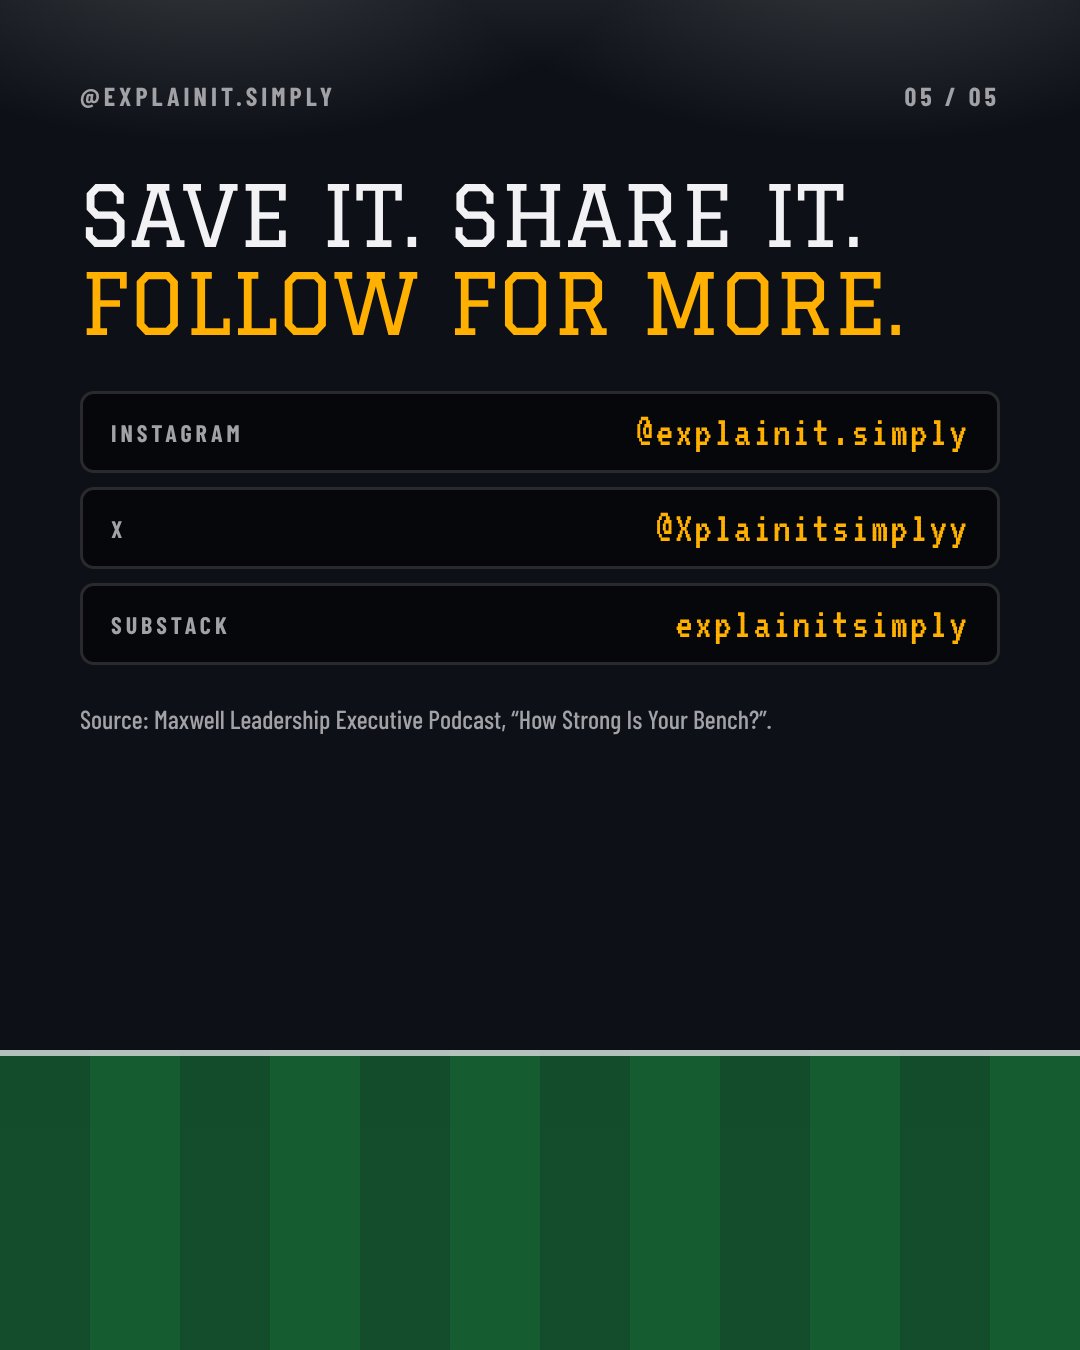 @EXPLAINIT.SIMPLY
05 / 05
SAVE IT. SHARE IT.
FOLLOW FOR MORE.
INSTAGRAM
@explainit.simply
X
@Xplainitsimplyy
SUBSTACK
explainitsimply
Source: Maxwell Leadership Executive Podcast, “How Strong Is Your Bench?”.